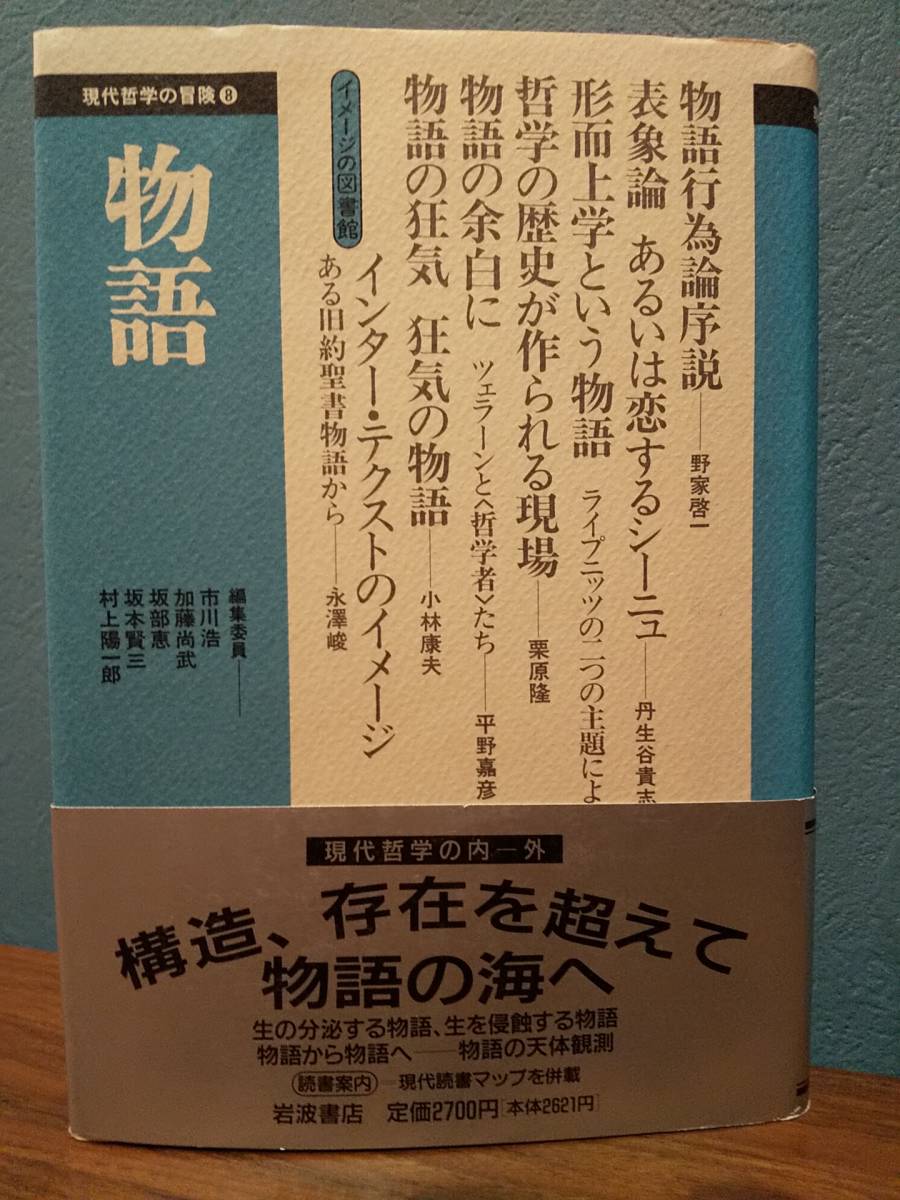 現代哲学の冒険❽
物語
物語行為論序説――野家啓一
表象論 あるいは恋するシーニュ――丹生谷貴志
形而上学という物語 ライプニッツの二つの主題によ
哲学の歴史が作られる現場――栗原隆
物語の余白に ツェラーンと〈哲学者〉たち――平野嘉彦
物語の狂気 狂気の物語――小林康夫
イメージの図書館
インター・テクストのイメージ
ある旧約聖書物語から――永澤峻
編集委員――
市川浩
加藤尚武
坂部恵
坂本賢三
村上陽一郎
現代哲学の内―外
構造、存在を超えて
物語の海へ
生の分泌する物語、生を侵蝕する物語
物語から物語へ――物語の天体観測
読書案内―現代読書マップを併載
岩波書店 定価2700円[本体2621円]